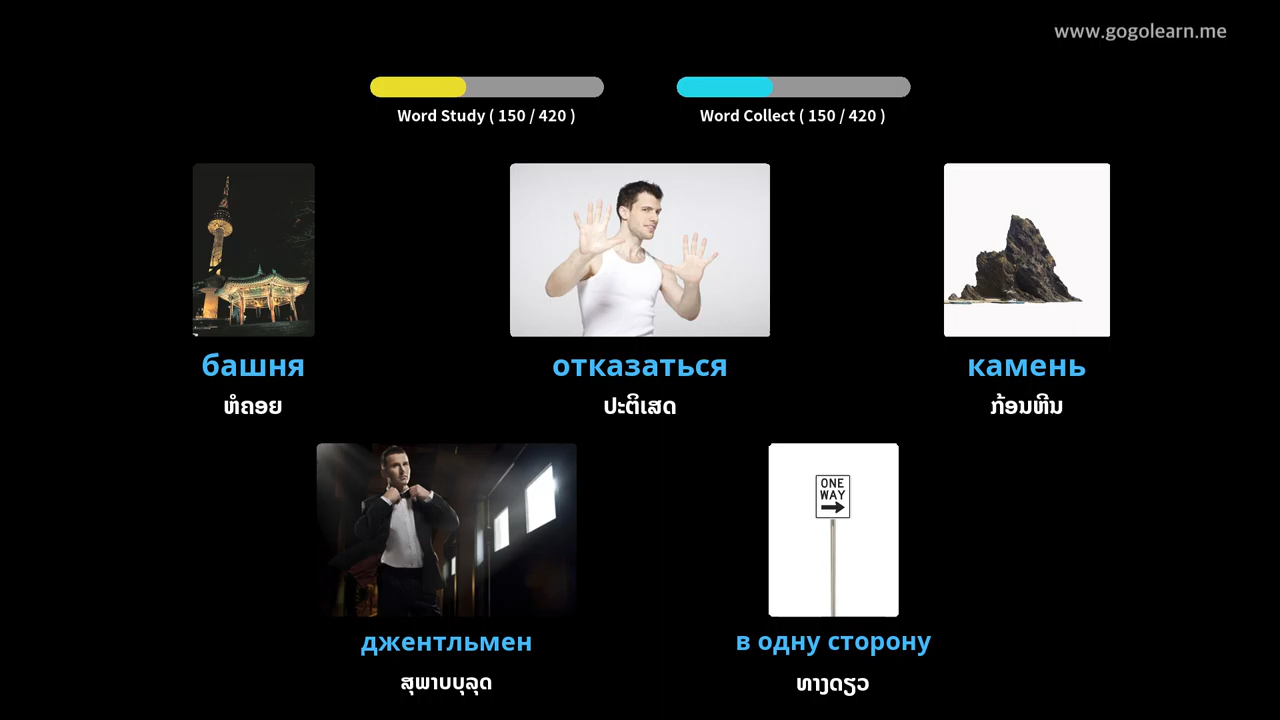 www.gogolearn.me
Word Study ( 150 / 420 )
Word Collect ( 150 / 420 )
башня
отказаться
камень
ຫໍຄອຍ
ປະຕິເສດ
ກ້ອນຫີນ
ONE
WAY
джентльмен
в одну сторону
ສຸພາບບຸລຸດ
ທາງດຽວ